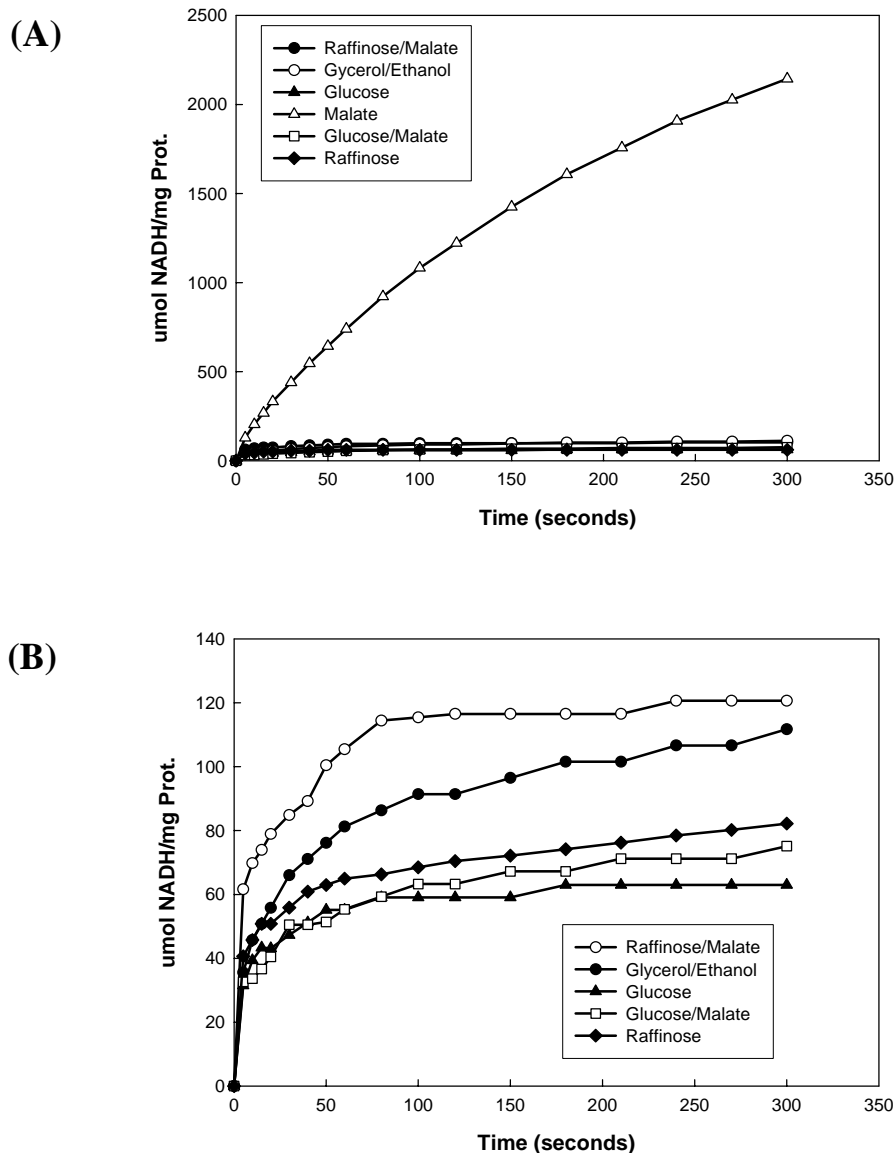 (A)
2500
2000
1500
1000
500
0
umol NADH/mg Prot.
Raffinose/Malate
Gycerol/Ethanol
Glucose
Malate
Glucose/Malate
Raffinose
0 50 100 150 200 250 300 350
Time (seconds)
(B)
140
120
100
80
60
40
20
0
umol NADH/mg Prot.
Raffinose/Malate
Glycerol/Ethanol
Glucose
Glucose/Malate
Raffinose
0 50 100 150 200 250 300 350
Time (seconds)